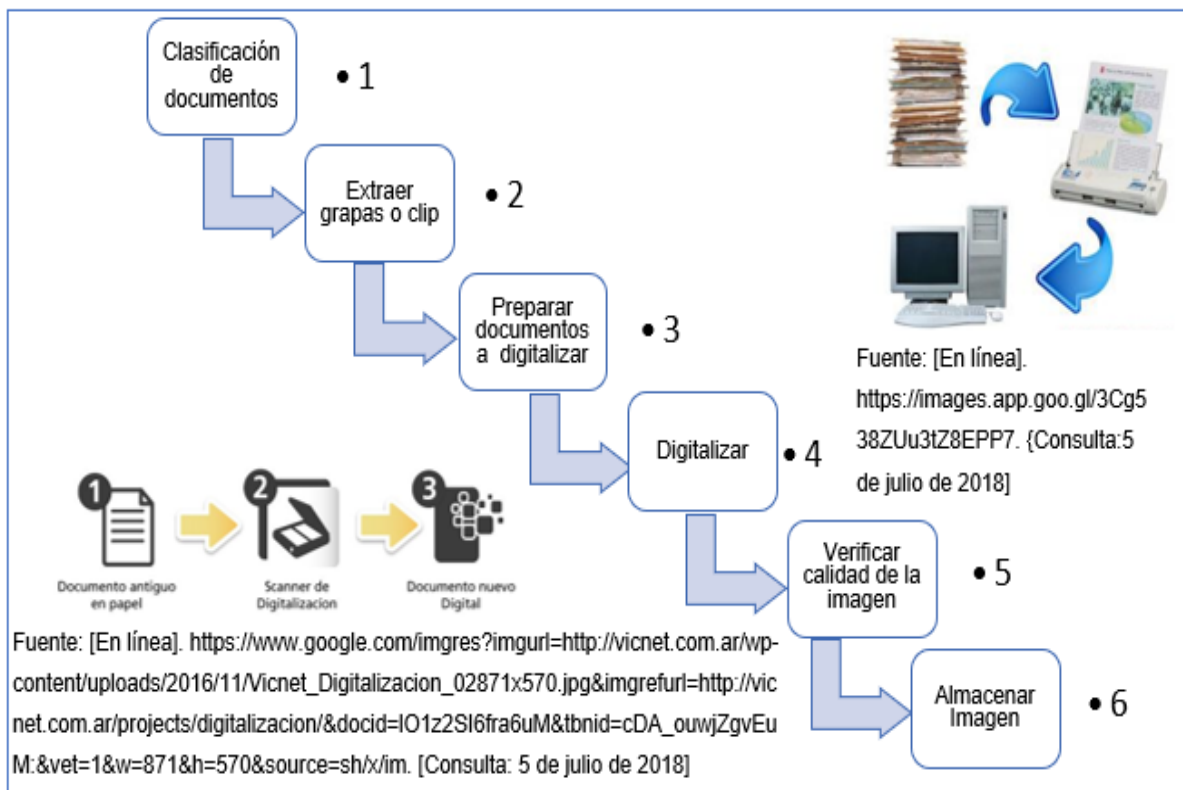 Clasificación
de
documentos
• 1
Extraer
grapas o clip
• 2
Preparar
documentos
a digitalizar
• 3
Fuente: [En línea].
https://images.app.goo.gl/3Cg5
38ZUu3tZ8EPP7. {Consulta:5
de julio de 2018]
Digitalizar
• 4
1
2
3
Documento antiguo
en papel
Scanner de
Digitalizacion
Documento nuevo
Digital
Verificar
calidad de la
imagen
• 5
Fuente: [En línea]. https://www.google.com/imgres?imgurl=http://vicnet.com.ar/wp-
content/uploads/2016/11/Vicnet_Digitalizacion_02871x570.jpg&imgrefurl=http://vic
net.com.ar/projects/digitalizacion/&docid=IO1z2SI6fra6uM&tbnid=cDA_ouwjZgvEu
M:&vet=1&w=871&h=570&source=sh/x/im. [Consulta: 5 de julio de 2018]
Almacenar
Imagen
• 6